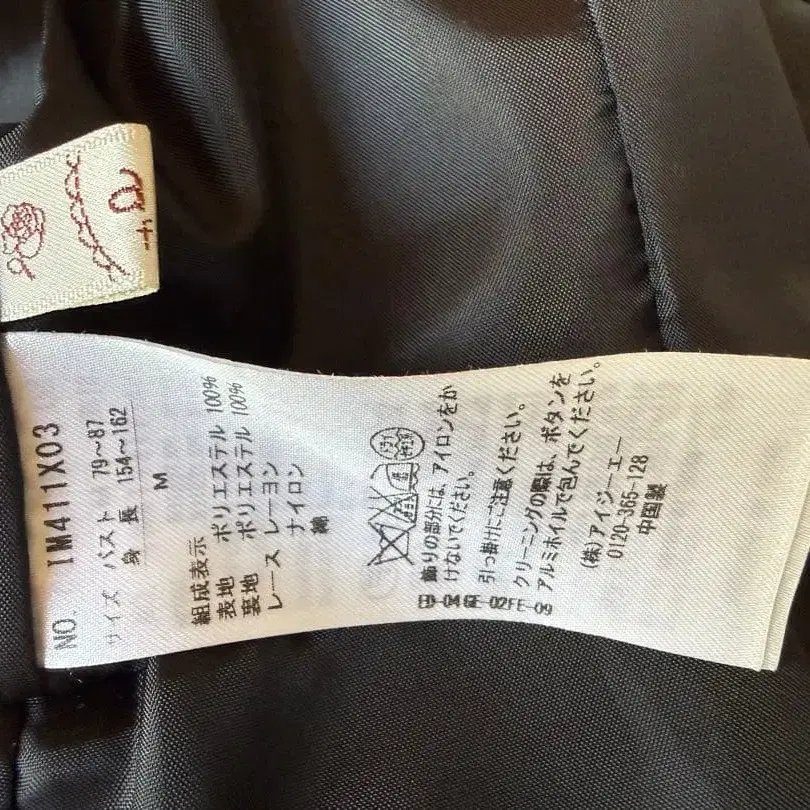 NO. IM411X03
サイズ バスト 79~87
身長 154~162
M
組成表示
表地 ポリエステル 100%
裏地 ポリエステル 100%
レース レーヨン
ナイロン
綿
飾りの部分には、アイロンをか
けないでください。
引っ掛けにご注意ください。
クリーニングの際は、ボタンを
アルミホイルで包んでください。
(株)アイジーエー
0120-365-128
中国製